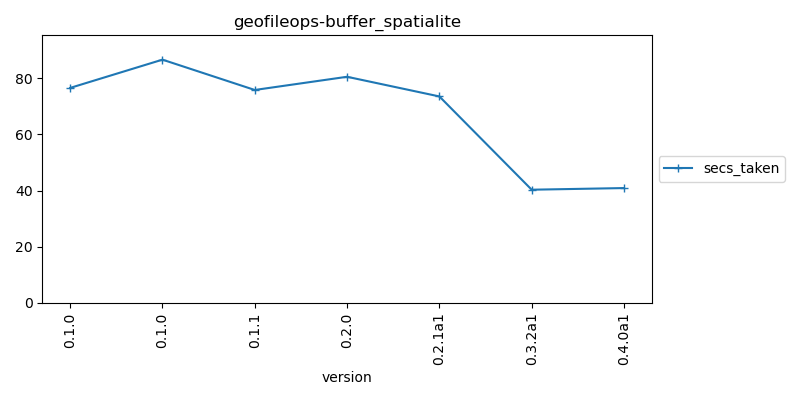 geofileops-buffer_spatialite
80
60
40
20
0
secs_taken
0.1.0
0.1.0
0.1.1
0.2.0
0.2.1a1
0.3.2a1
0.4.0a1
version